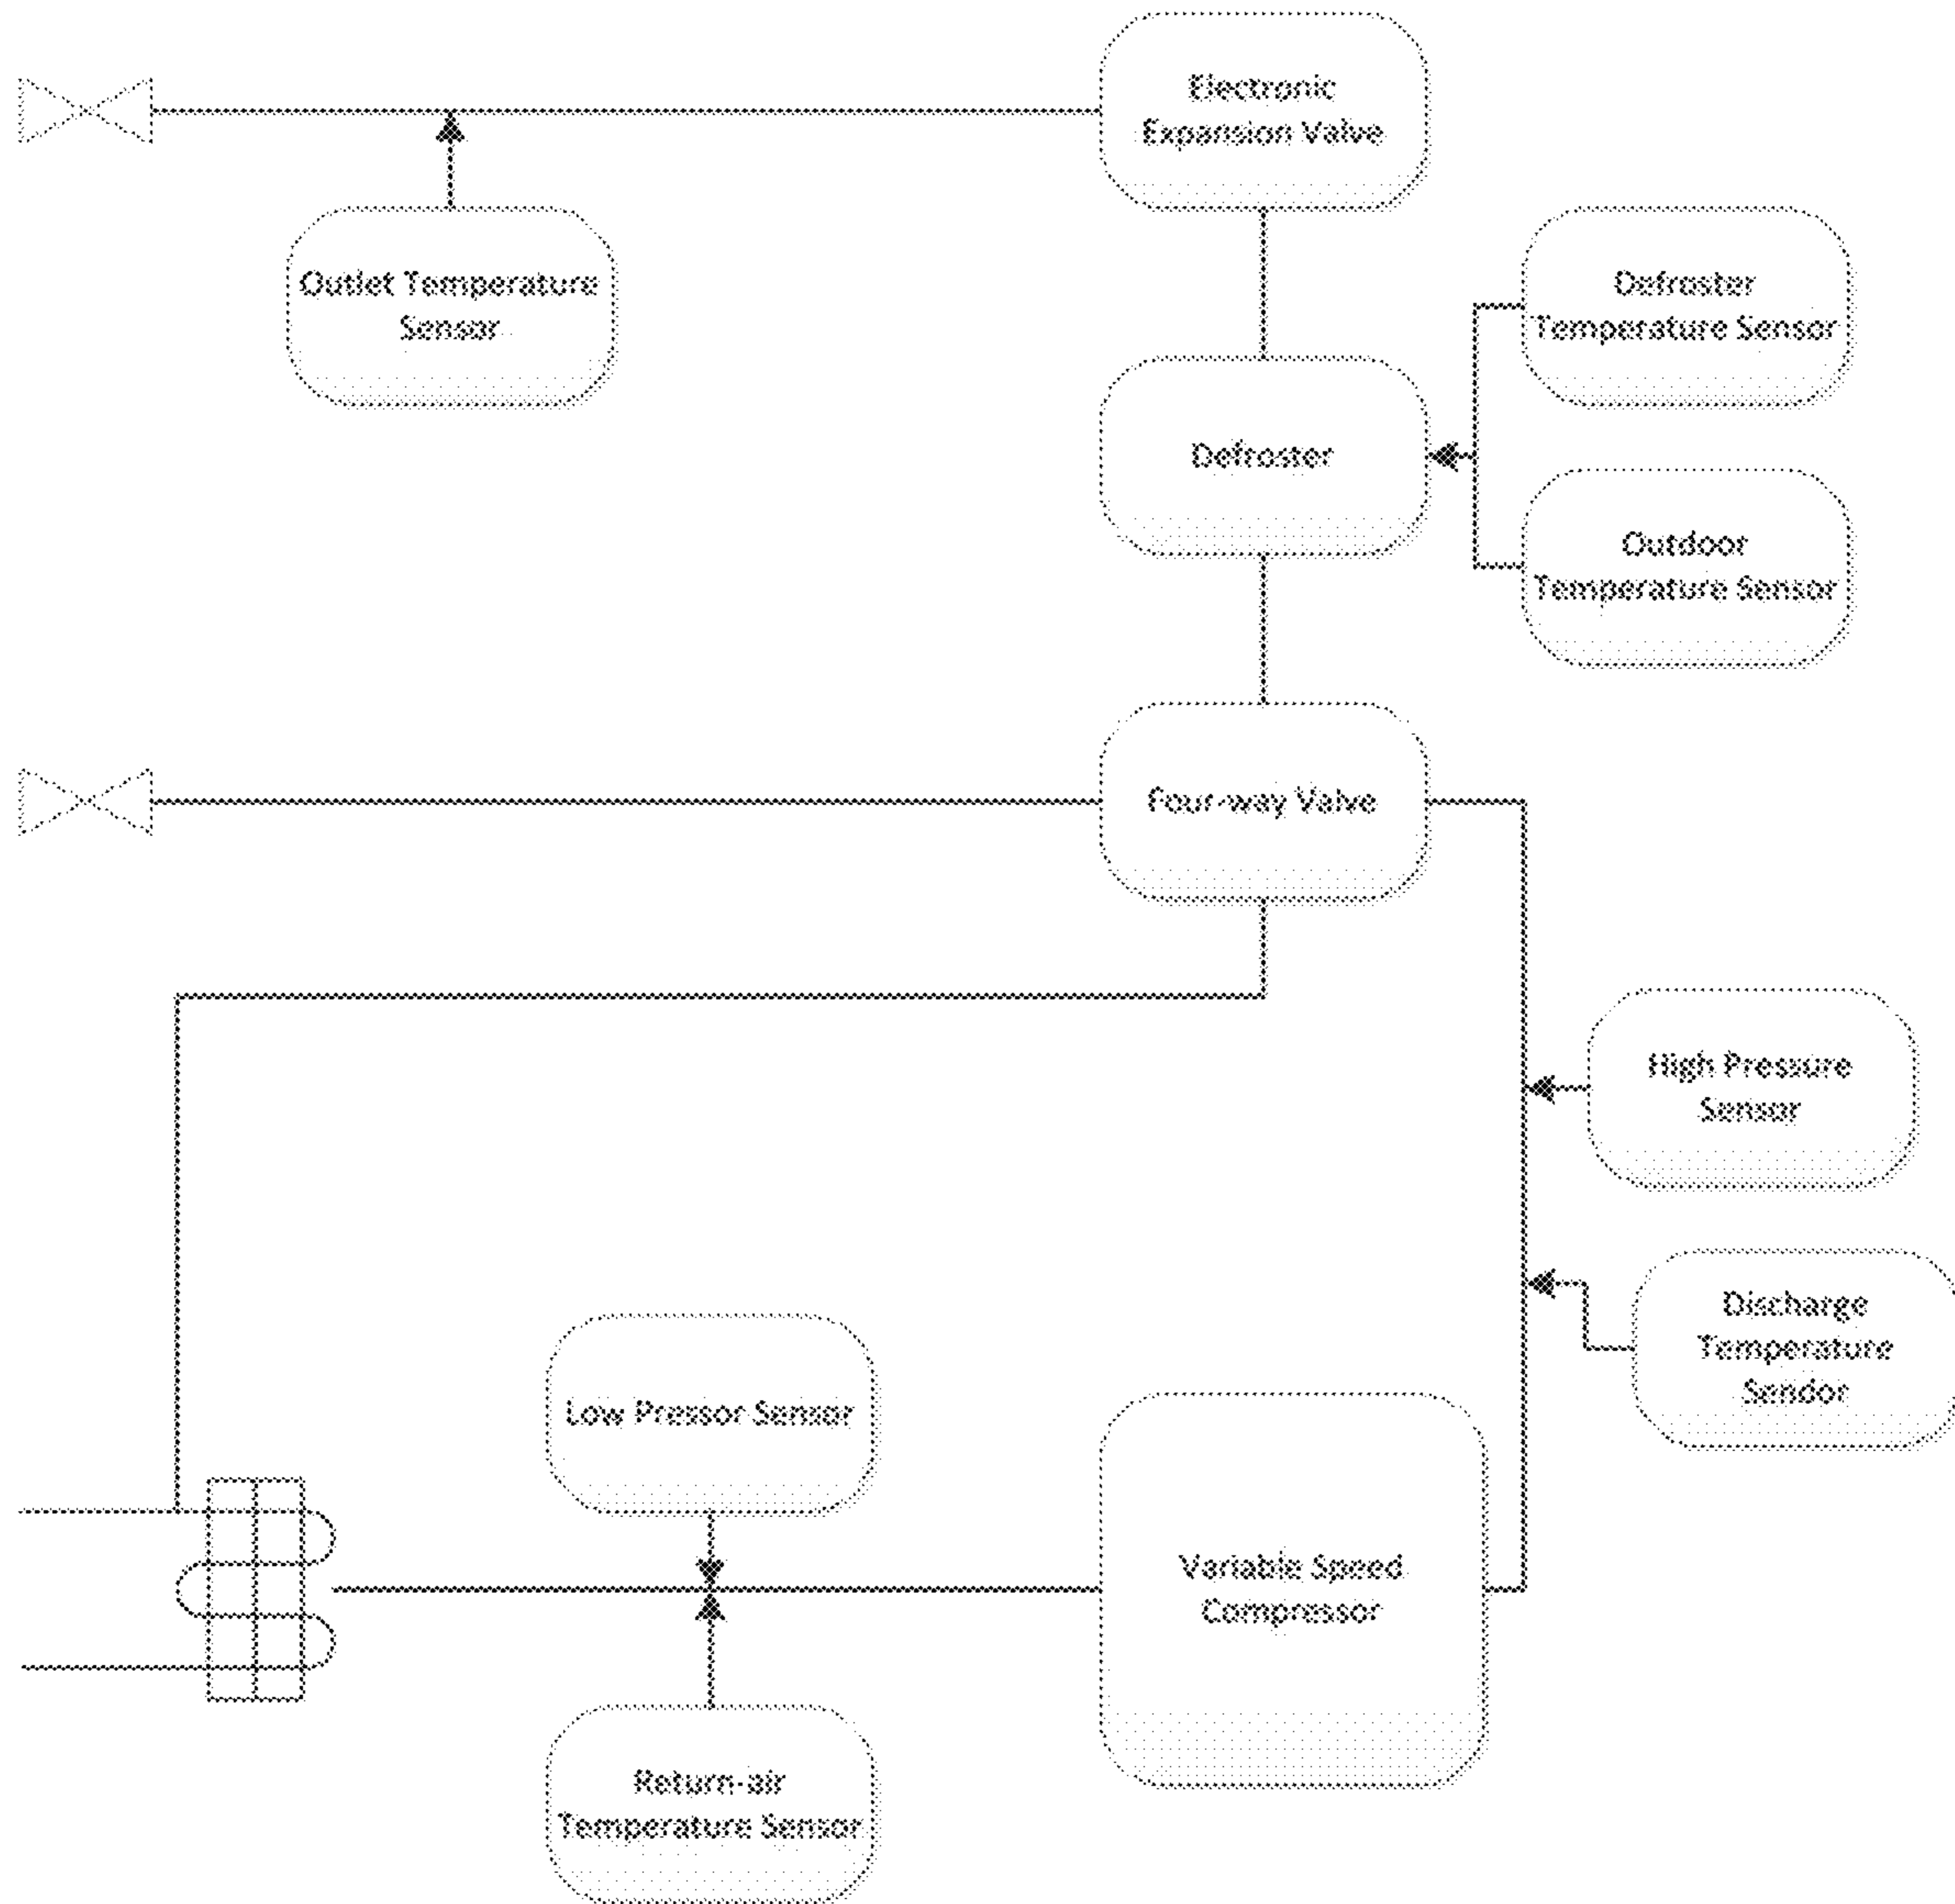 Electronic
Expansion Valve
Outlet Temperature
Sensor
Defroster
Temperature Sensor
Defroster
Outdoor
Temperature Sensor
Four-way Valve
High Pressure
Sensor
Discharge
Temperature
Sendor
Low Pressor Sensor
Variable Speed
Compressor
Return-air
Temperature Sensor